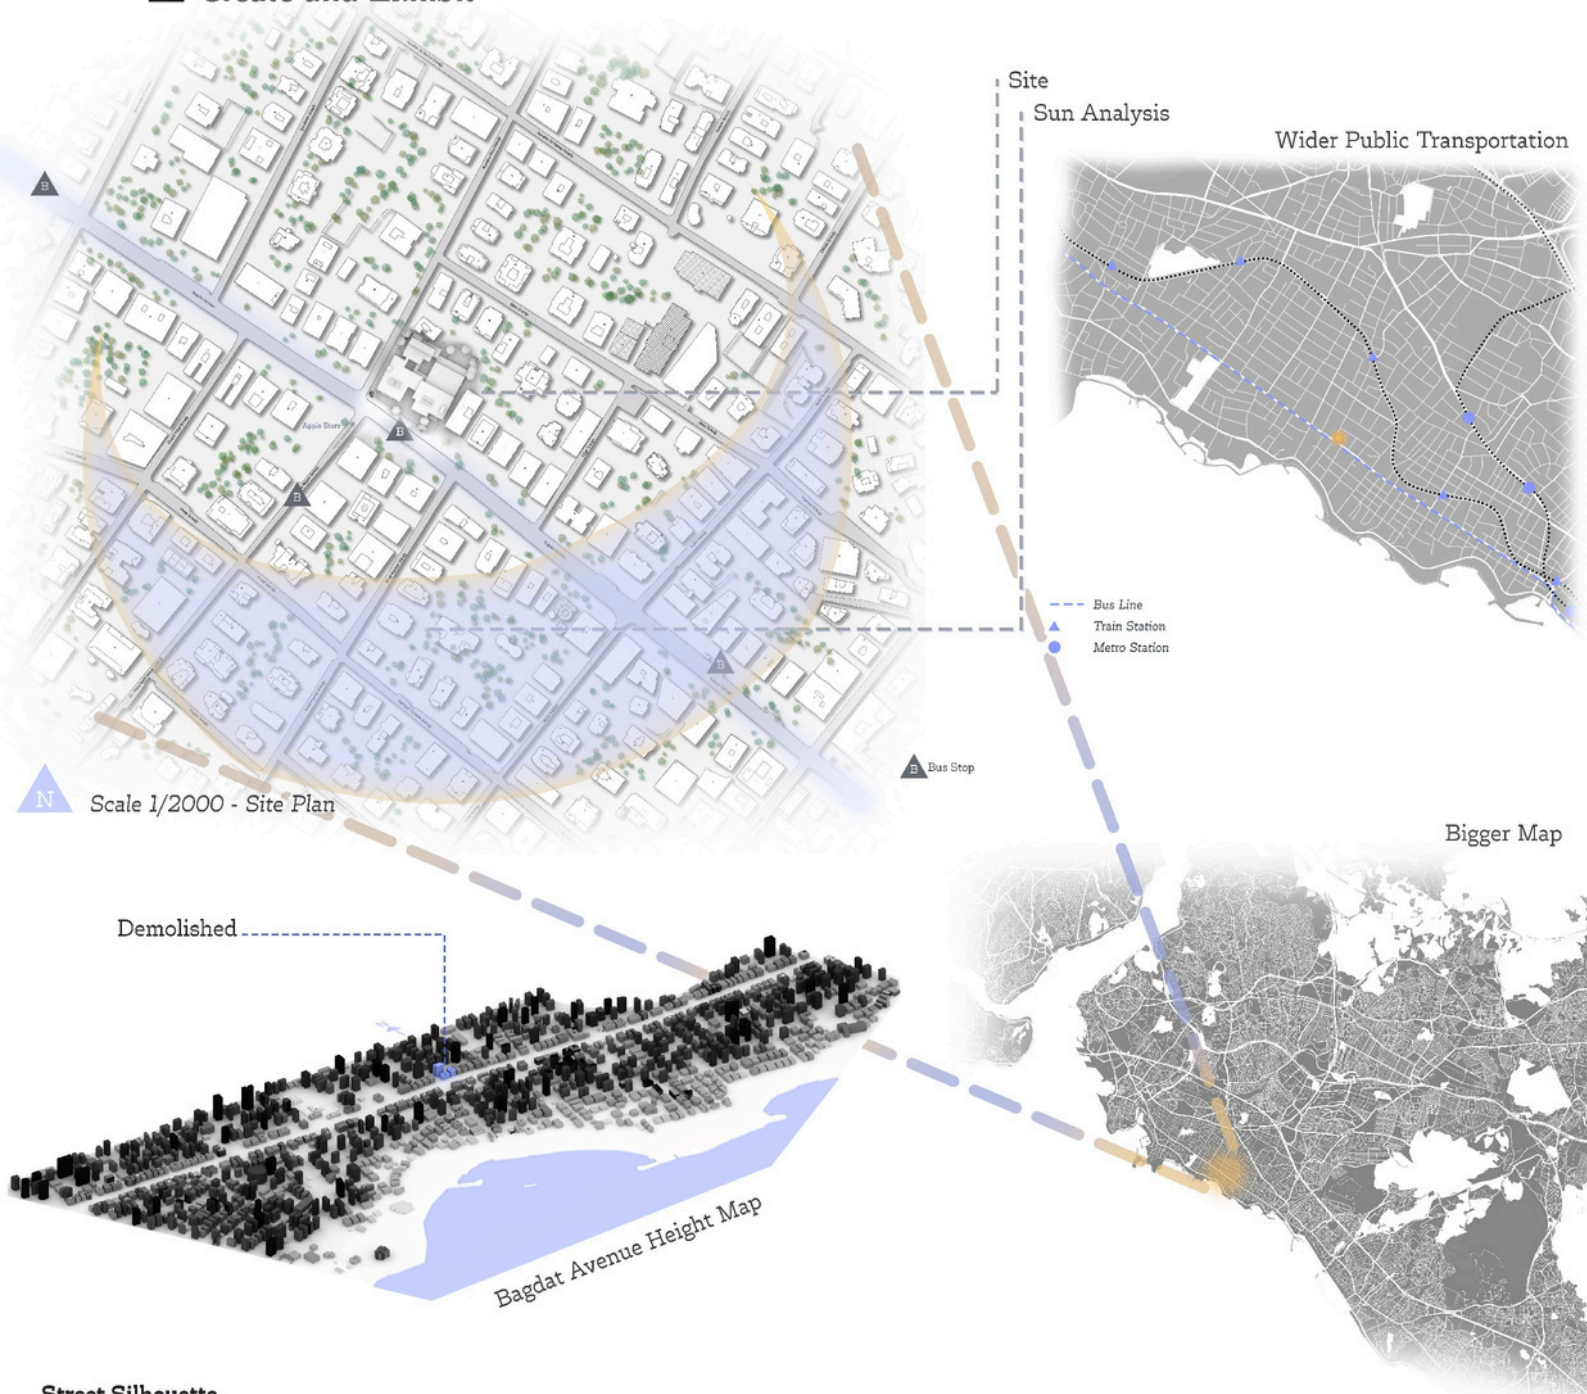 Create and Exhibit
Site
Sun Analysis
Wider Public Transportation
B
Apple Store
B
B
Bus Line
Train Station
Metro Station
B
B Bus Stop
N Scale 1/2000 - Site Plan
Bigger Map
Demolished
Bagdat Avenue Height Map
Street Silhouette